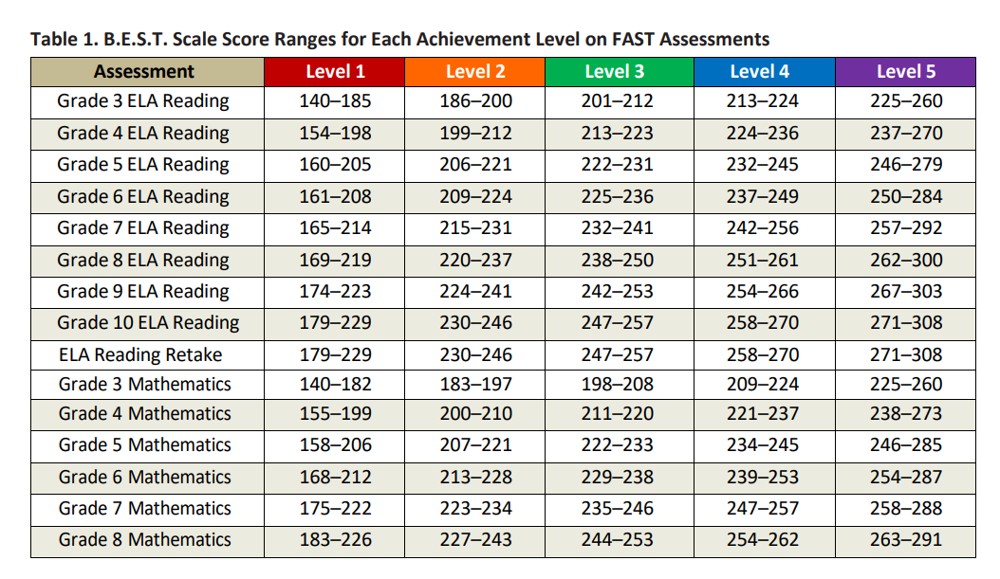 Table 1. B.E.S.T. Scale Score Ranges for Each Achievement Level on FAST Assessments
Assessment Level 1 Level 2 Level 3 Level 4 Level 5
Grade 3 ELA Reading 140–185 186–200 201–212 213–224 225–260
Grade 4 ELA Reading 154–198 199–212 213–223 224–236 237–270
Grade 5 ELA Reading 160–205 206–221 222–231 232–245 246–279
Grade 6 ELA Reading 161–208 209–224 225–236 237–249 250–284
Grade 7 ELA Reading 165–214 215–231 232–241 242–256 257–292
Grade 8 ELA Reading 169–219 220–237 238–250 251–261 262–300
Grade 9 ELA Reading 174–223 224–241 242–253 254–266 267–303
Grade 10 ELA Reading 179–229 230–246 247–257 258–270 271–308
ELA Reading Retake 179–229 230–246 247–257 258–270 271–308
Grade 3 Mathematics 140–182 183–197 198–208 209–224 225–260
Grade 4 Mathematics 155–199 200–210 211–220 221–237 238–273
Grade 5 Mathematics 158–206 207–221 222–233 234–245 246–285
Grade 6 Mathematics 168–212 213–228 229–238 239–253 254–287
Grade 7 Mathematics 175–222 223–234 235–246 247–257 258–288
Grade 8 Mathematics 183–226 227–243 244–253 254–262 263–291